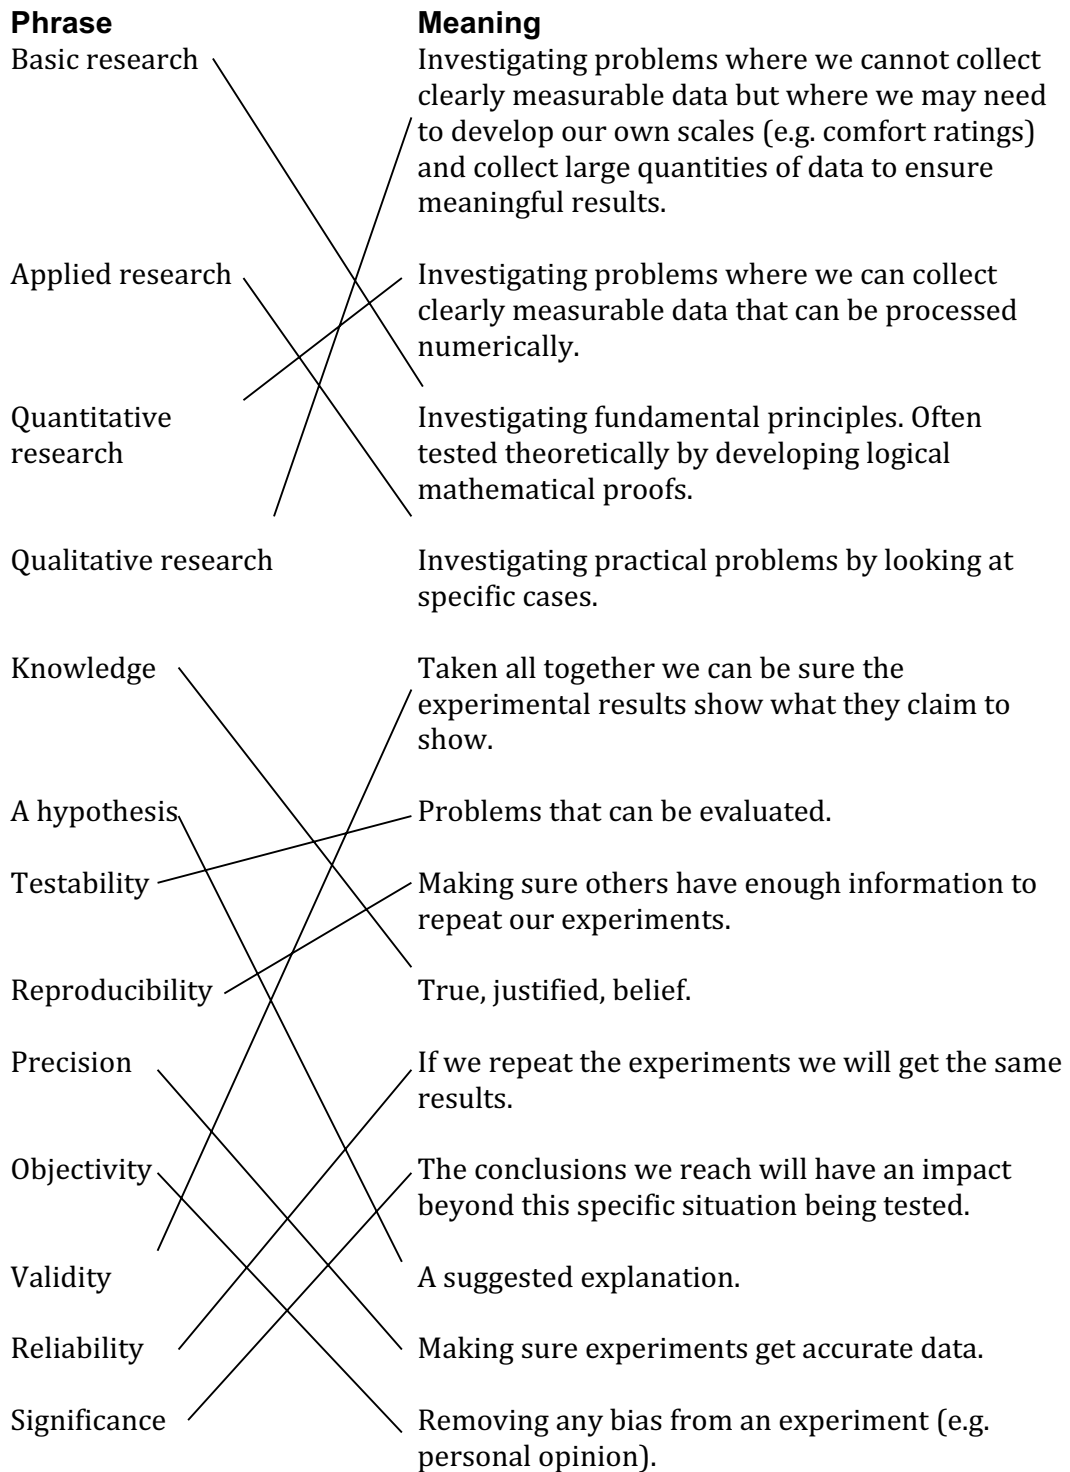 Phrase Meaning
Basic research Investigating problems where we cannot collect
clearly measurable data but where we may need
to develop our own scales (e.g. comfort ratings)
and collect large quantities of data to ensure
meaningful results.
Applied research Investigating problems where we can collect
clearly measurable data that can be processed
numerically.
Quantitative Investigating fundamental principles. Often
research tested theoretically by developing logical
mathematical proofs.
Qualitative research Investigating practical problems by looking at
specific cases.
Knowledge Taken all together we can be sure the
experimental results show what they claim to
show.
A hypothesis Problems that can be evaluated.
Testability Making sure others have enough information to
repeat our experiments.
Reproducibility True, justified, belief.
Precision If we repeat the experiments we will get the same
results.
Objectivity The conclusions we reach will have an impact
beyond this specific situation being tested.
Validity A suggested explanation.
Reliability Making sure experiments get accurate data.
Significance Removing any bias from an experiment (e.g.
personal opinion).